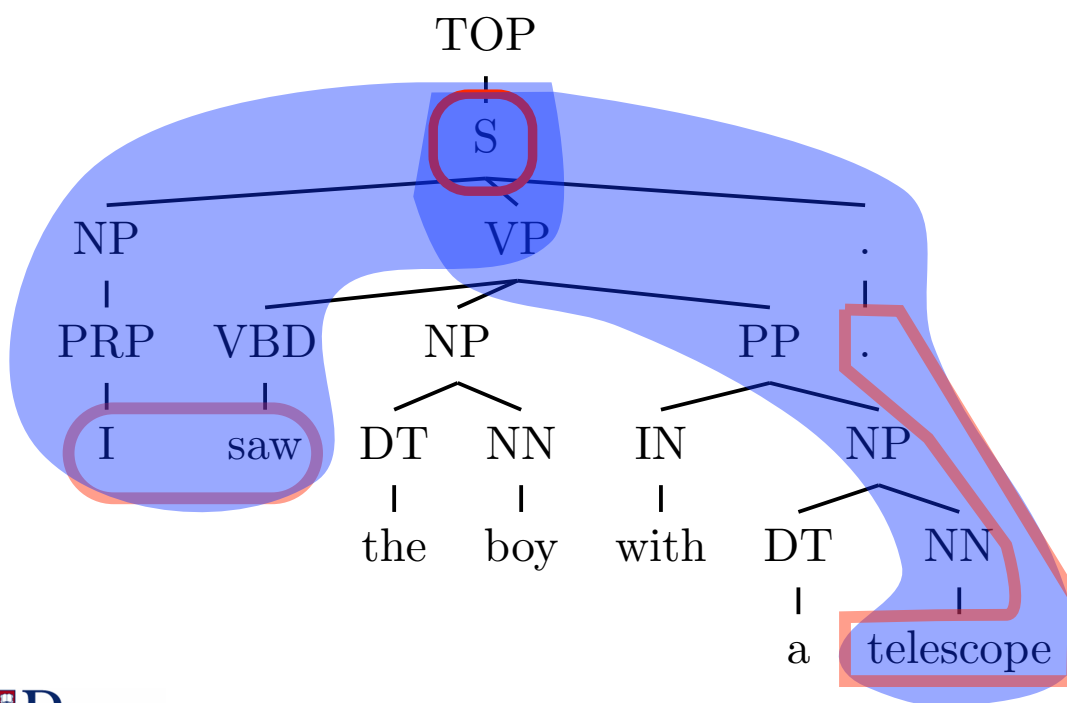 TOP
S
NP VP .
PRP VBD NP PP .
I saw DT NN IN NP
the boy with DT NN
a telescope